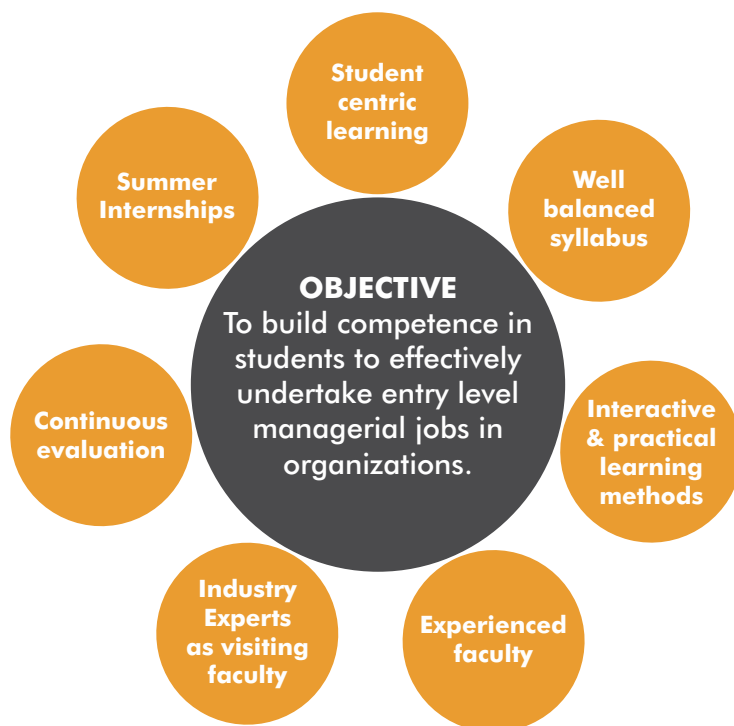 Student
centric
learning
Well
balanced
syllabus
Summer
Internships
OBJECTIVE
To build competence in
students to effectively
undertake entry level
managerial jobs in
organizations.
Interactive
& practical
learning
methods
Continuous
evaluation
Industry
Experts
as visiting
faculty
Experienced
faculty